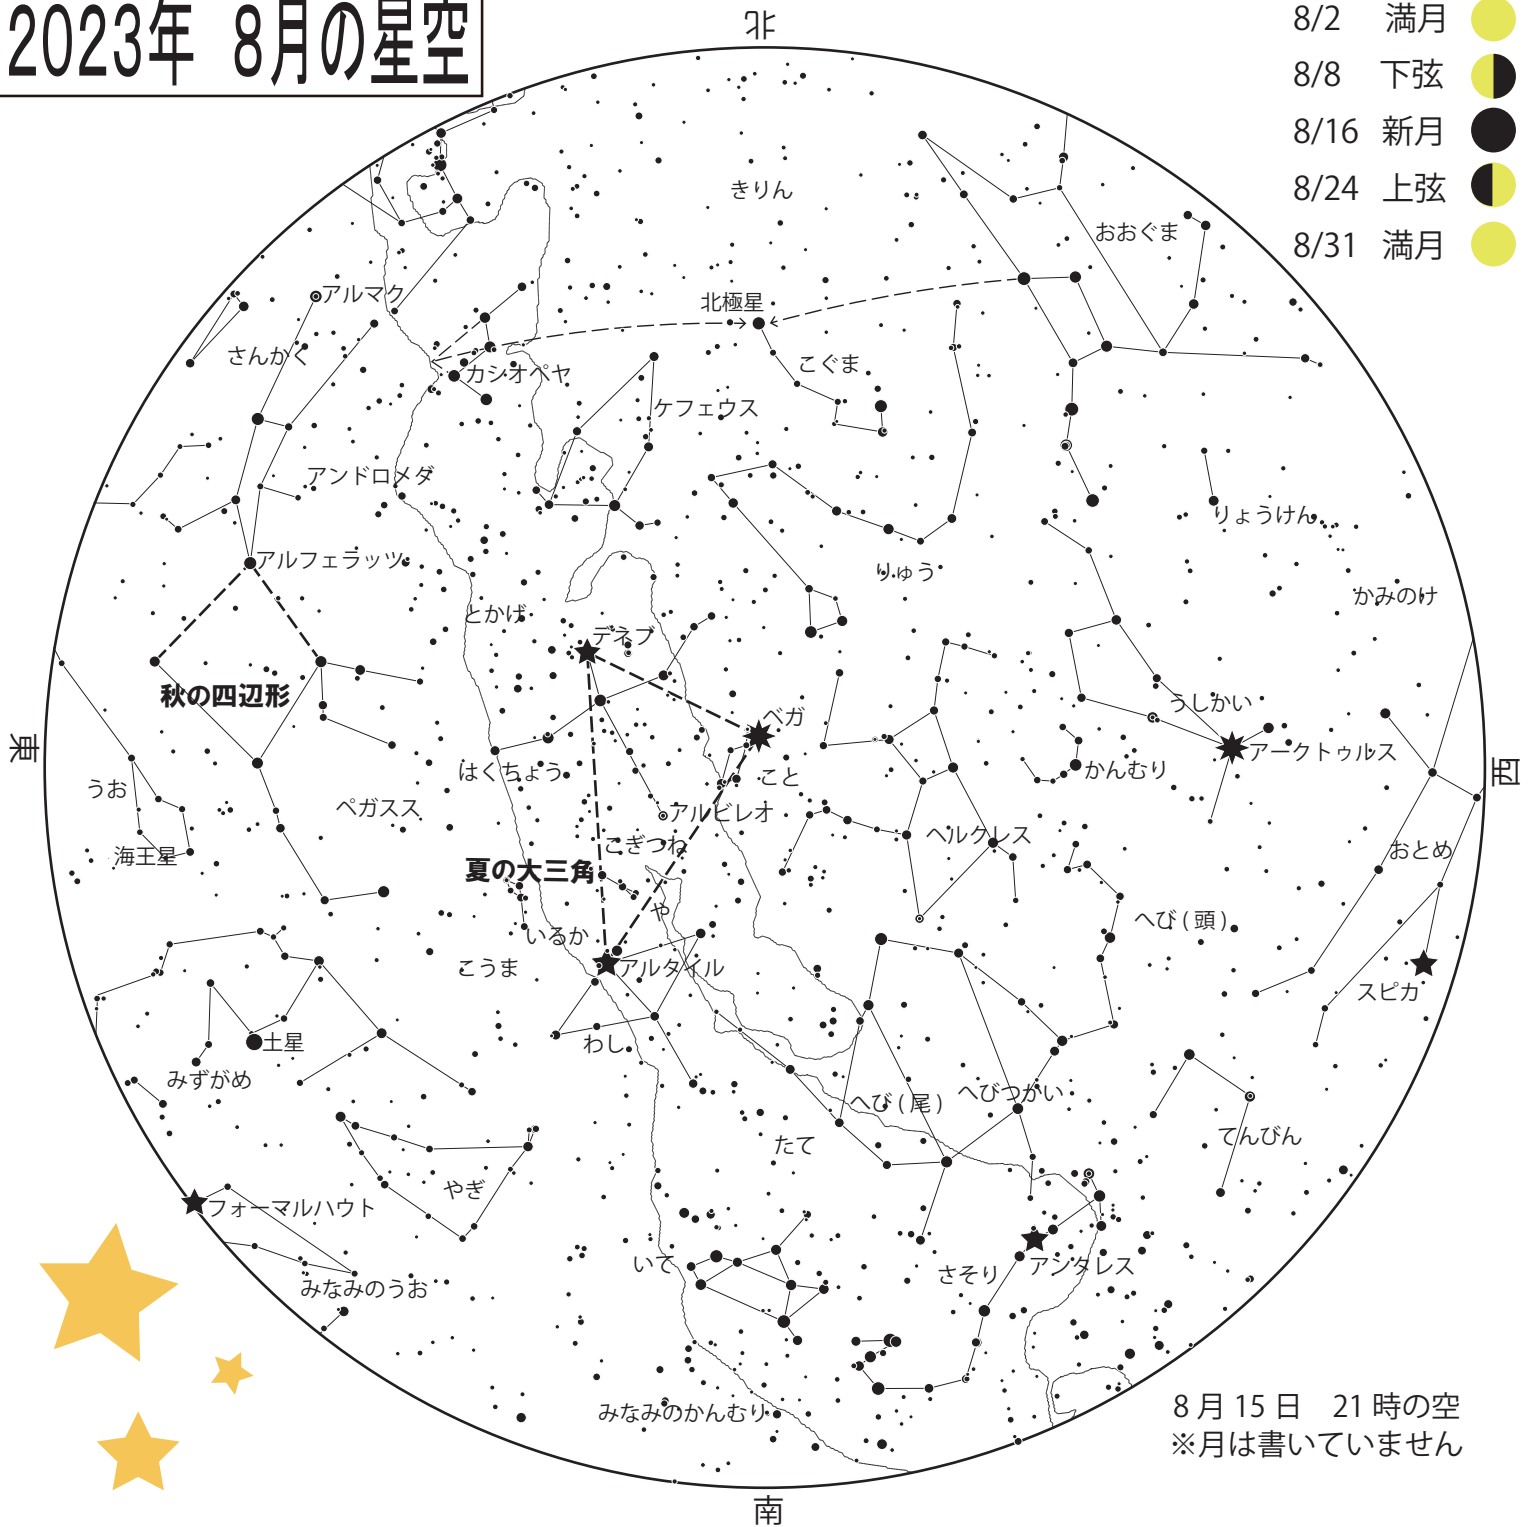 2023年 8月の星空
8/2 満月
8/8 下弦
8/16 新月
8/24 上弦
8/31 満月
北
きりん
おおぐま
アルマク
北極星
さんかく
カシオペヤ
こぐま
ケフェウス
アンドロメダ
りょうけん
アルフェラッツ
りゅう
かみのけ
とかげ
デネブ
秋の四辺形
うしかい
ベガ
東
西
アークトゥルス
はくちょう
こと
かんむり
うお
ペガスス
アルビレオ
ヘルクレス
こぎつね
海王星
おとめ
夏の大三角
や
へび(頭)
いるか
こうま
アルタイル
スピカ
土星
わし
みずがめ
へび(尾)
へびつかい
たて
てんびん
やぎ
フォーマルハウト
いて
さそり
アンタレス
みなみのうお
みなみのかんむり
8月15日 21時の空
※月は書いていません
南